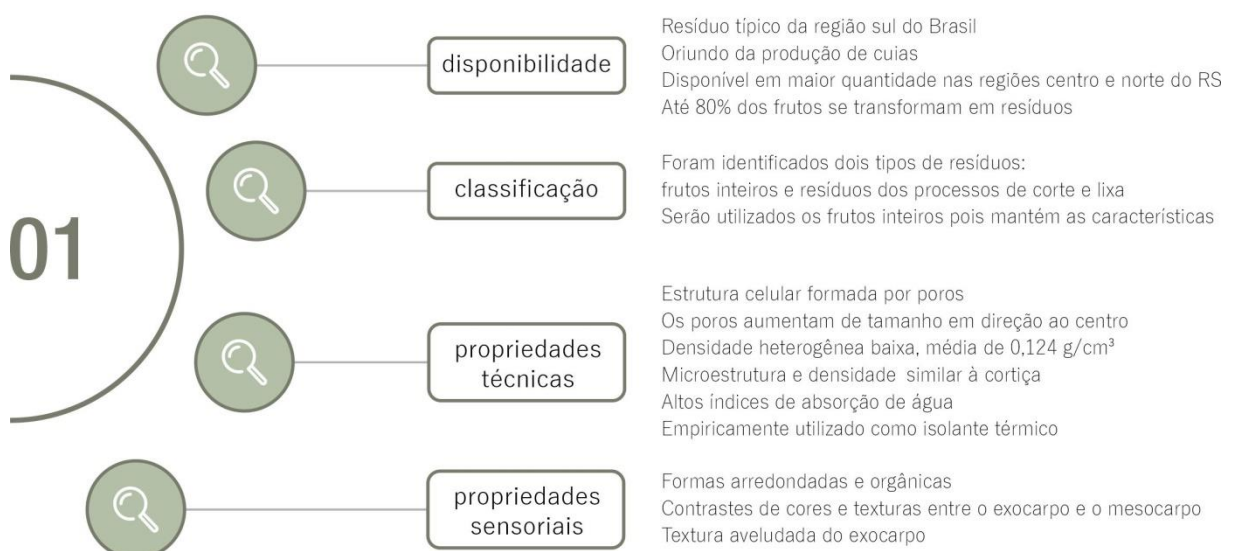 01
disponibilidade
Resíduo típico da região sul do Brasil
Oriundo da produção de cuias
Disponível em maior quantidade nas regiões centro e norte do RS
Até 80% dos frutos se transformam em resíduos
classificação
Foram identificados dois tipos de resíduos:
frutos inteiros e resíduos dos processos de corte e lixa
Serão utilizados os frutos inteiros pois mantém as características
propriedades
técnicas
Estrutura celular formada por poros
Os poros aumentam de tamanho em direção ao centro
Densidade heterogênea baixa, média de 0,124 g/cm³
Microestrutura e densidade similar à cortiça
Altos índices de absorção de água
Empiricamente utilizado como isolante térmico
propriedades
sensoriais
Formas arredondadas e orgânicas
Contrastes de cores e texturas entre o exocarpo e o mesocarpo
Textura aveludada do exocarpo